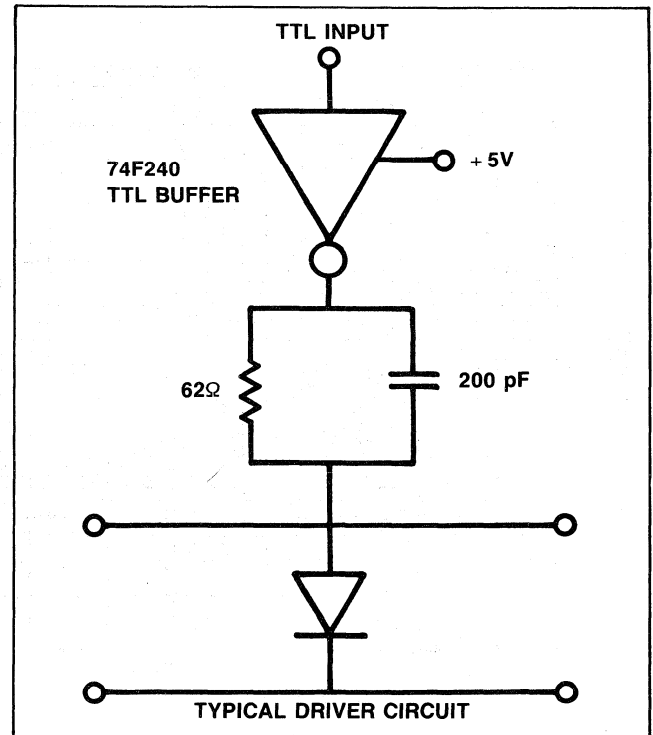 TTL INPUT
74F240
TTL BUFFER
+ 5V
62Ω
200 pF
TYPICAL DRIVER CIRCUIT